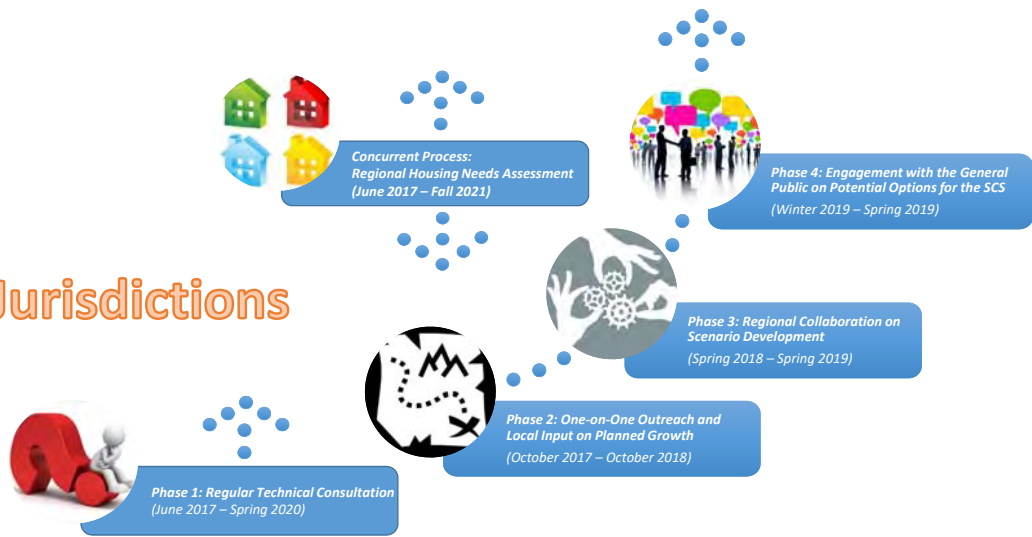 Concurrent Process:
Regional Housing Needs Assessment
(June 2017 – Fall 2021)
Phase 4: Engagement with the General
Public on Potential Options for the SCS
(Winter 2019 – Spring 2019)
Jurisdictions
Phase 3: Regional Collaboration on
Scenario Development
(Spring 2018 – Spring 2019)
Phase 2: One-on-One Outreach and
Local Input on Planned Growth
(October 2017 – October 2018)
Phase 1: Regular Technical Consultation
(June 2017 – Spring 2020)